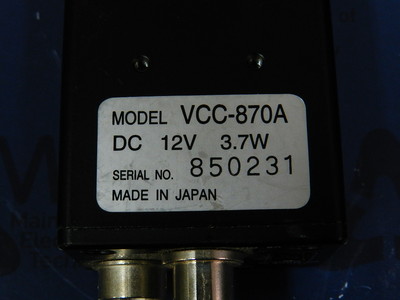 MODEL VCC-870A
DC 12V 3.7W
SERIAL NO. 850231
MADE IN JAPAN